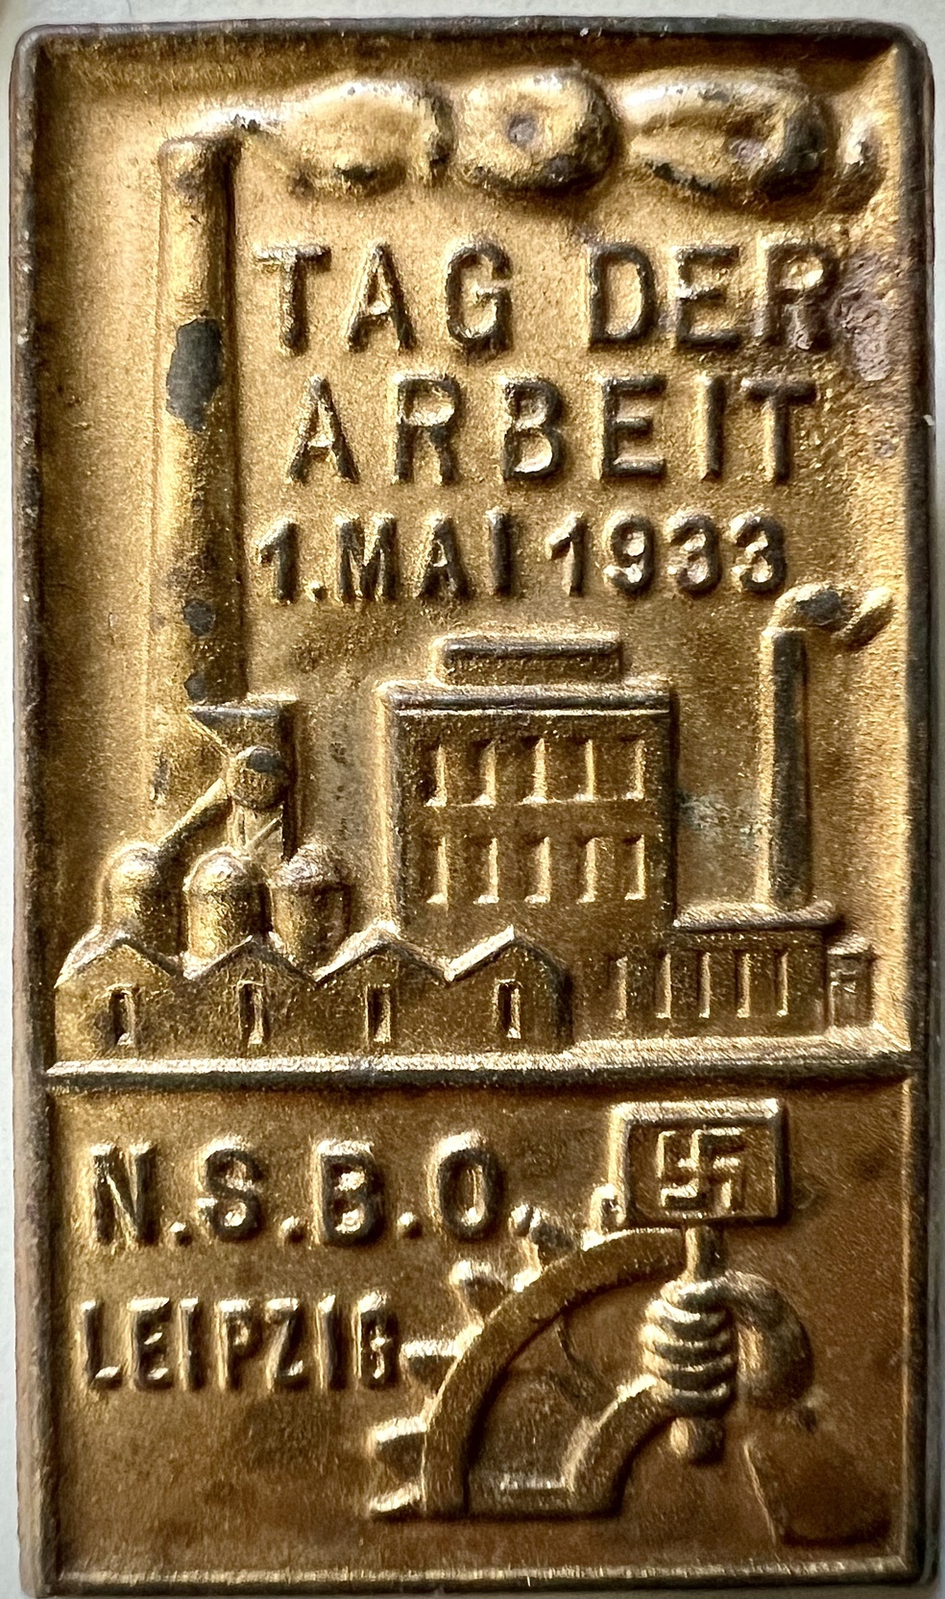 TAG DER
ARBEIT
1. MAI 1933
N.S.B.O.
LEIPZIG